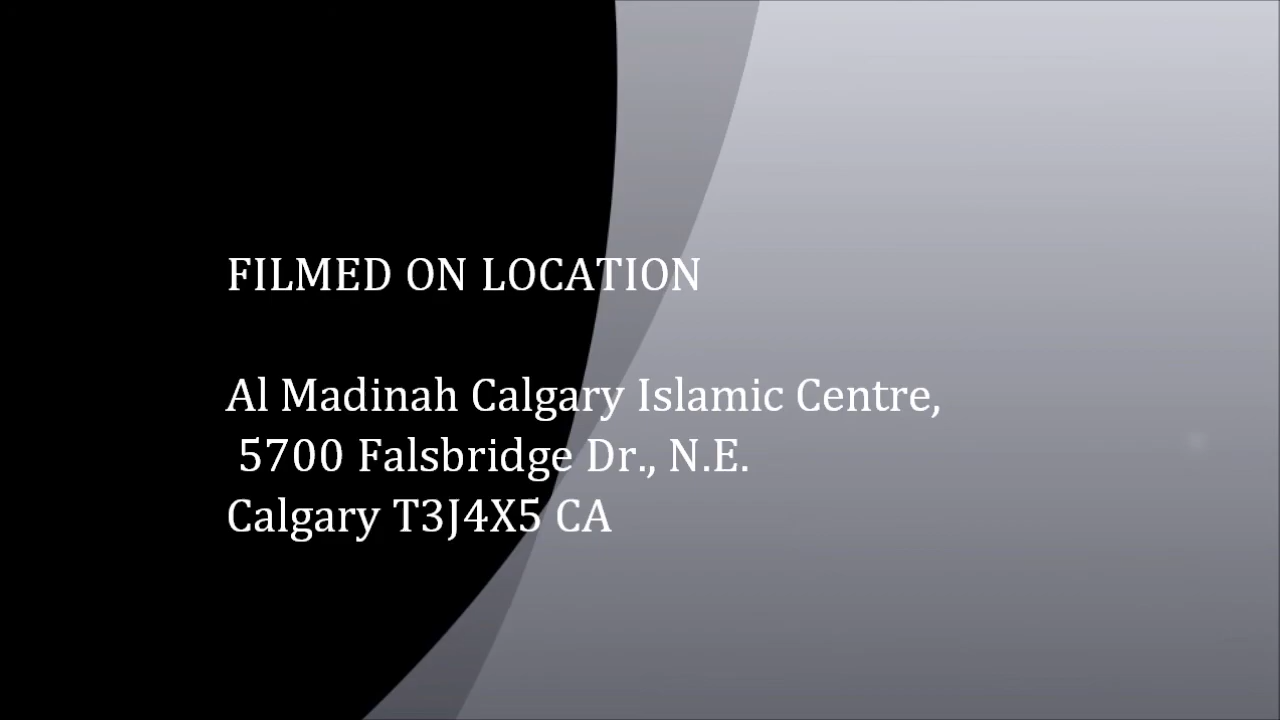 FILMED ON LOCATION
Al Madinah Calgary Islamic Centre,
5700 Falsbridge Dr., N.E.
Calgary T3J4X5 CA